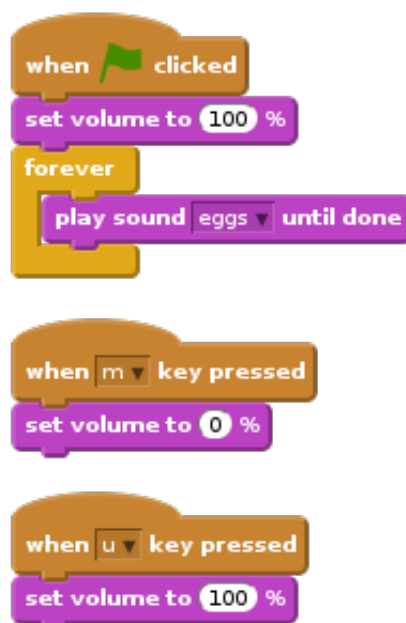 when clicked
set volume to 100 %
forever
play sound eggs until done
when m key pressed
set volume to 0 %
when u key pressed
set volume to 100 %